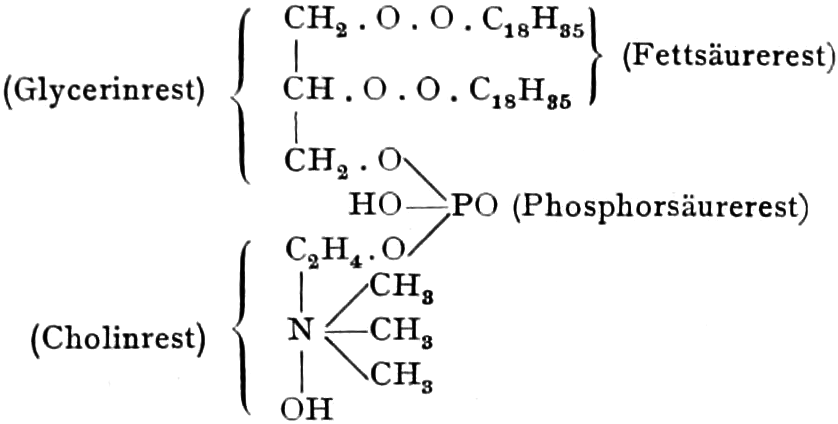 CH₂ . O . O . C₁₈H₃₅ (Fettsäurerest)
(Glycerinrest) CH . O . O . C₁₈H₃₅
CH₂ . O
HO—PO (Phosphorsäurerest)
C₂H₄ . O
CH₃
(Cholinrest) N—CH₃
CH₃
OH